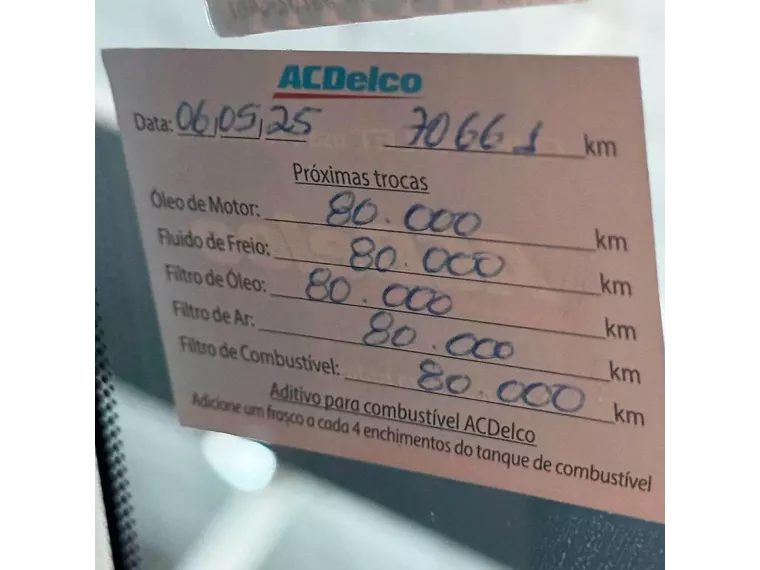 ACDelco
Data: 06,05,25 70661 km
Próximas trocas
Óleo de Motor: 80.000 km
Fluido de Freio: 80.000 km
Filtro de Óleo: 80.000 km
Filtro de Ar: 80.000 km
Filtro de Combustível: 80.000 km
Aditivo para combustível ACDelco
Adicione um frasco a cada 4 enchimentos do tanque de combustível